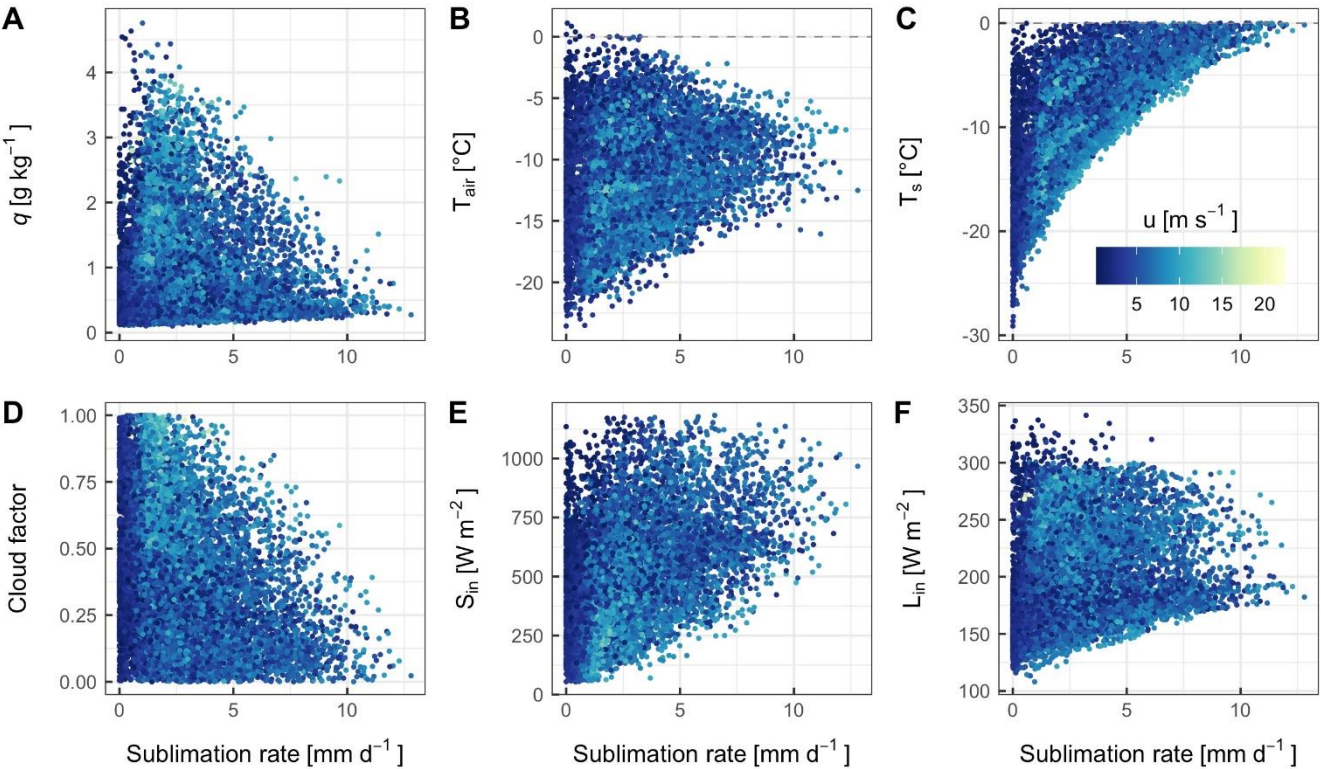 A
q [g kg⁻¹]
4
3
2
1
0
0 5 10
B
T_air [°C]
0
-5
-10
-15
-20
0 5 10
C
T_s [°C]
0
-10
-20
-30
u [m s⁻¹ ]
5 10 15 20
0 5 10
D
Cloud factor
1.00
0.75
0.50
0.25
0.00
0 5 10
Sublimation rate [mm d⁻¹ ]
E
S_in [W m⁻²]
1000
750
500
250
0
0 5 10
Sublimation rate [mm d⁻¹ ]
F
L_in [W m⁻²]
350
300
250
200
150
100
0 5 10
Sublimation rate [mm d⁻¹ ]